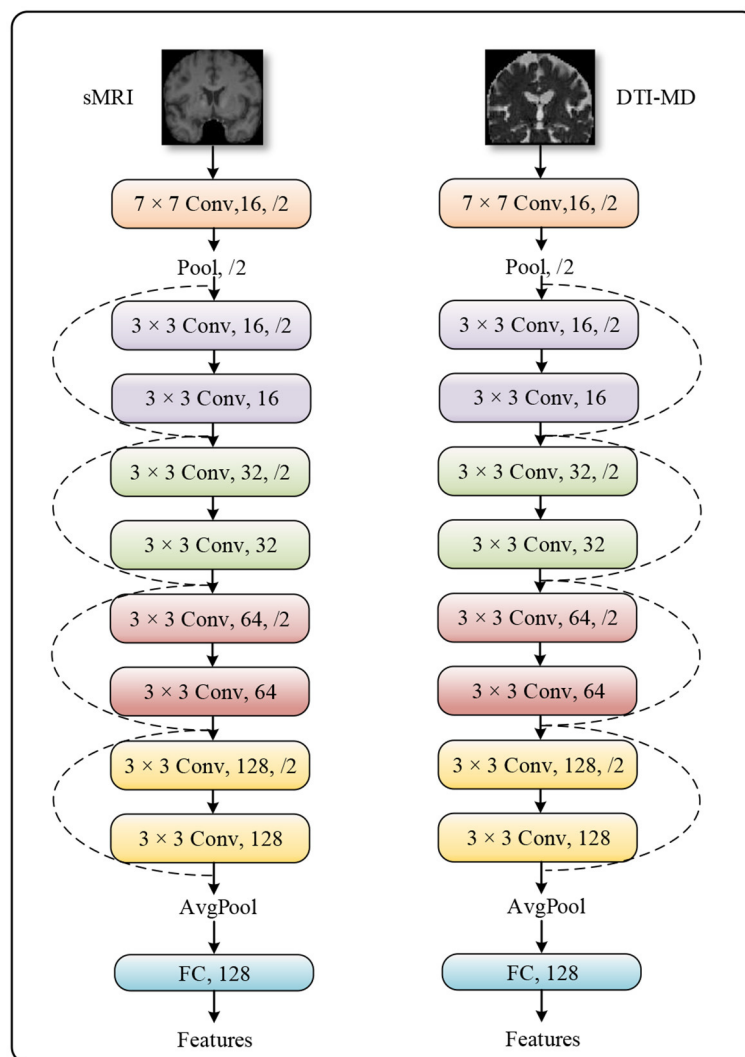 sMRI
7 × 7 Conv,16, /2
Pool, /2
3 × 3 Conv, 16, /2
3 × 3 Conv, 16
3 × 3 Conv, 32, /2
3 × 3 Conv, 32
3 × 3 Conv, 64, /2
3 × 3 Conv, 64
3 × 3 Conv, 128, /2
3 × 3 Conv, 128
AvgPool
FC, 128
Features
DTI-MD
7 × 7 Conv,16, /2
Pool, /2
3 × 3 Conv, 16, /2
3 × 3 Conv, 16
3 × 3 Conv, 32, /2
3 × 3 Conv, 32
3 × 3 Conv, 64, /2
3 × 3 Conv, 64
3 × 3 Conv, 128, /2
3 × 3 Conv, 128
AvgPool
FC, 128
Features